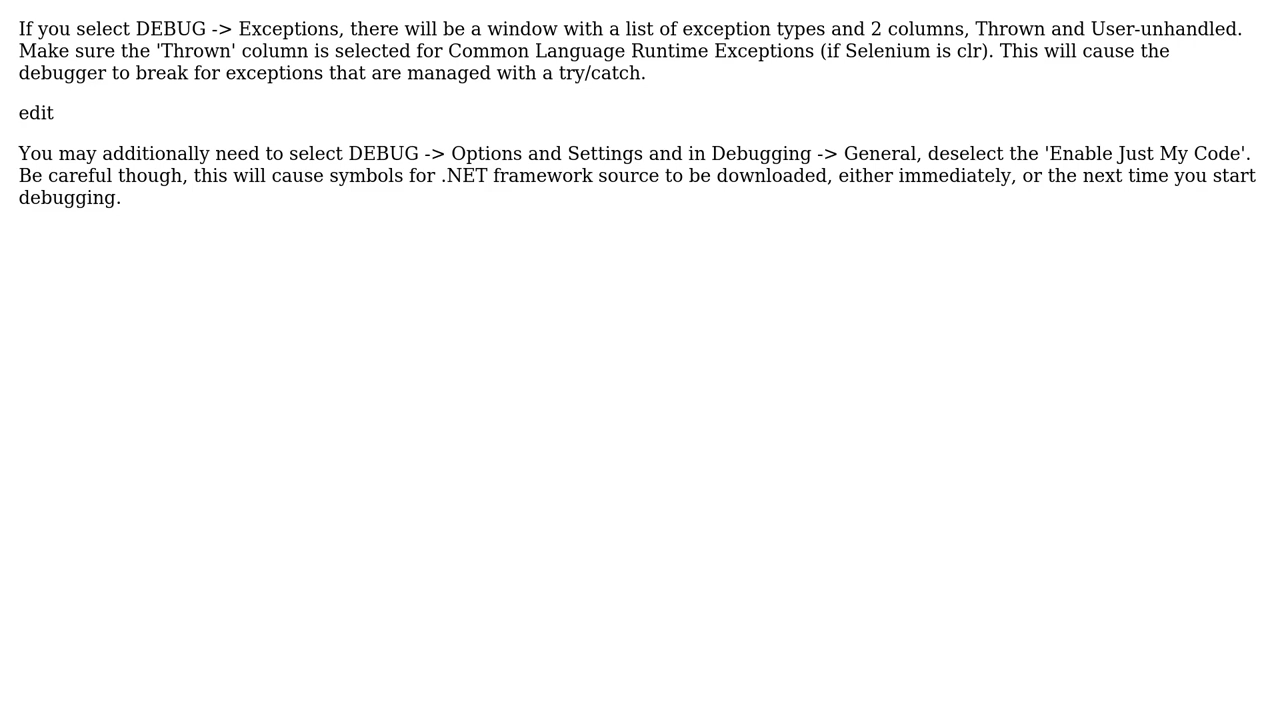 If you select DEBUG -> Exceptions, there will be a window with a list of exception types and 2 columns, Thrown and User-unhandled.
Make sure the 'Thrown' column is selected for Common Language Runtime Exceptions (if Selenium is clr). This will cause the
debugger to break for exceptions that are managed with a try/catch.
edit
You may additionally need to select DEBUG -> Options and Settings and in Debugging -> General, deselect the 'Enable Just My Code'.
Be careful though, this will cause symbols for .NET framework source to be downloaded, either immediately, or the next time you start
debugging.